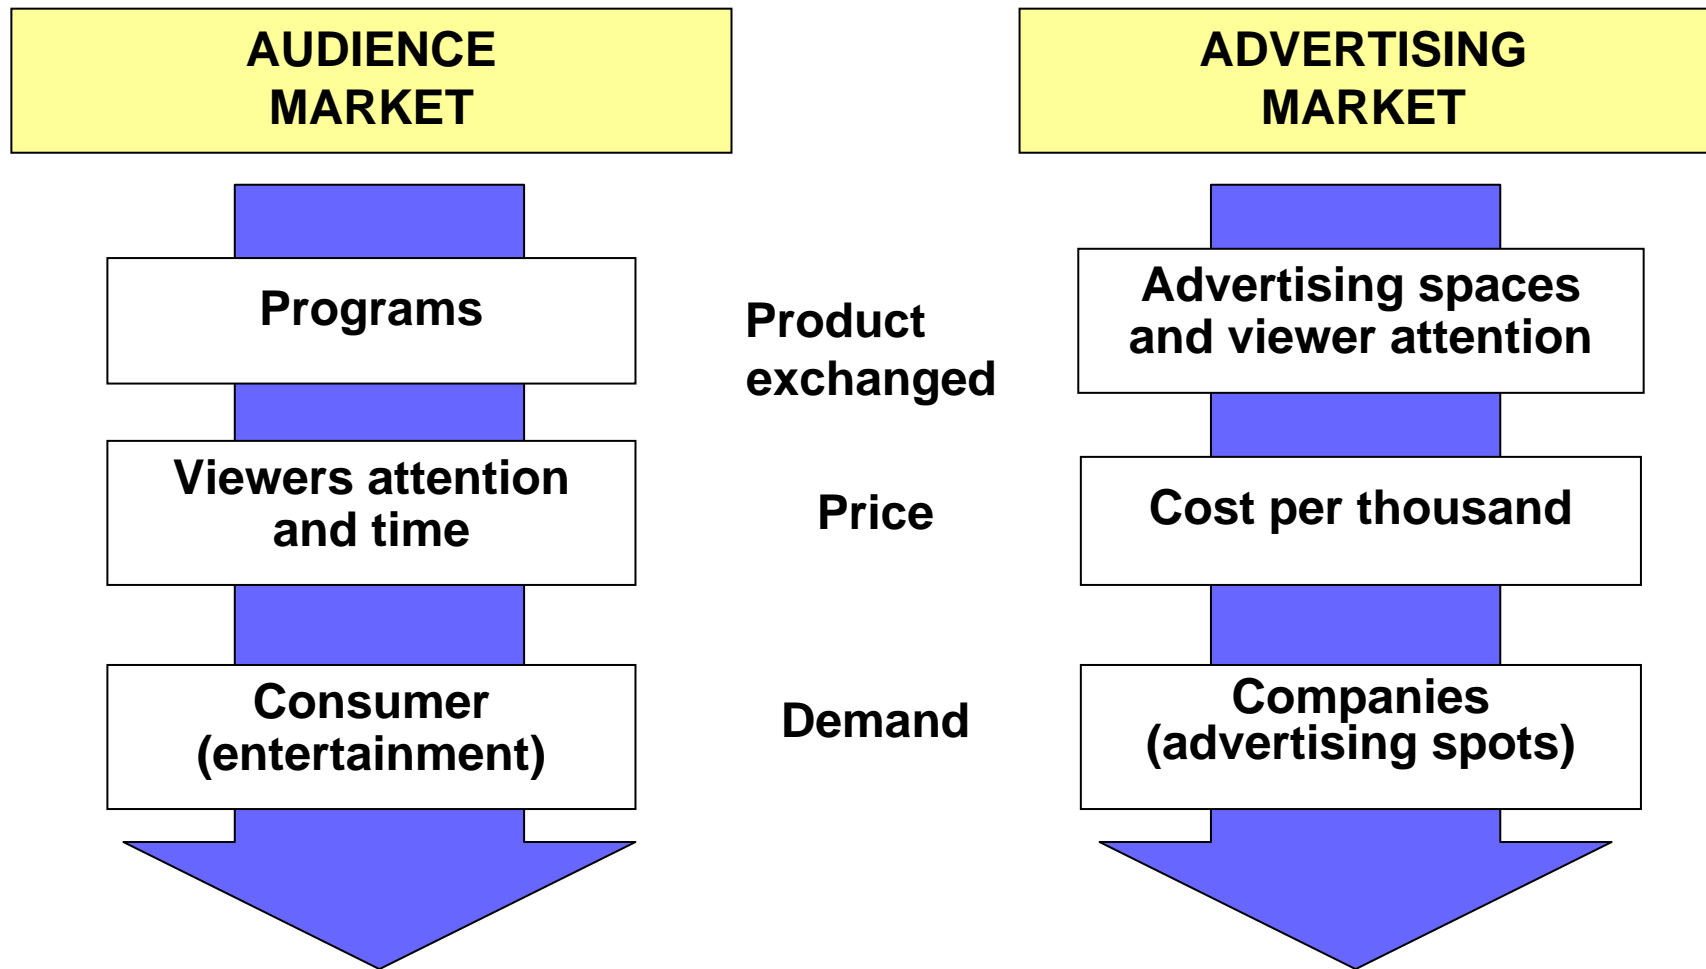 AUDIENCE
MARKET
ADVERTISING
MARKET
Programs
Product
exchanged
Advertising spaces
and viewer attention
Viewers attention
and time
Price
Cost per thousand
Consumer
(entertainment)
Demand
Companies
(advertising spots)